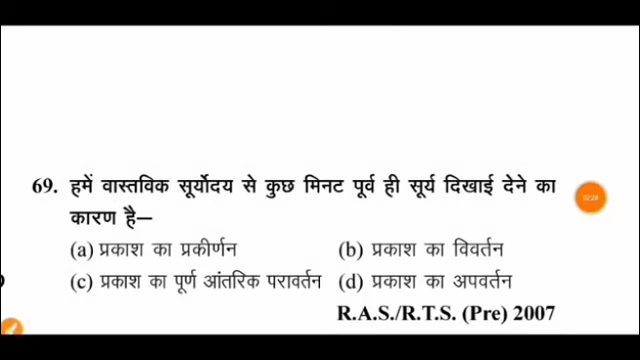 69. हमें वास्तविक सूर्योदय से कुछ मिनट पूर्व ही सूर्य दिखाई देने का
कारण है—
(a) प्रकाश का प्रकीर्णन (b) प्रकाश का विवर्तन
(c) प्रकाश का पूर्ण आंतरिक परावर्तन (d) प्रकाश का अपवर्तन
R.A.S./R.T.S. (Pre) 2007